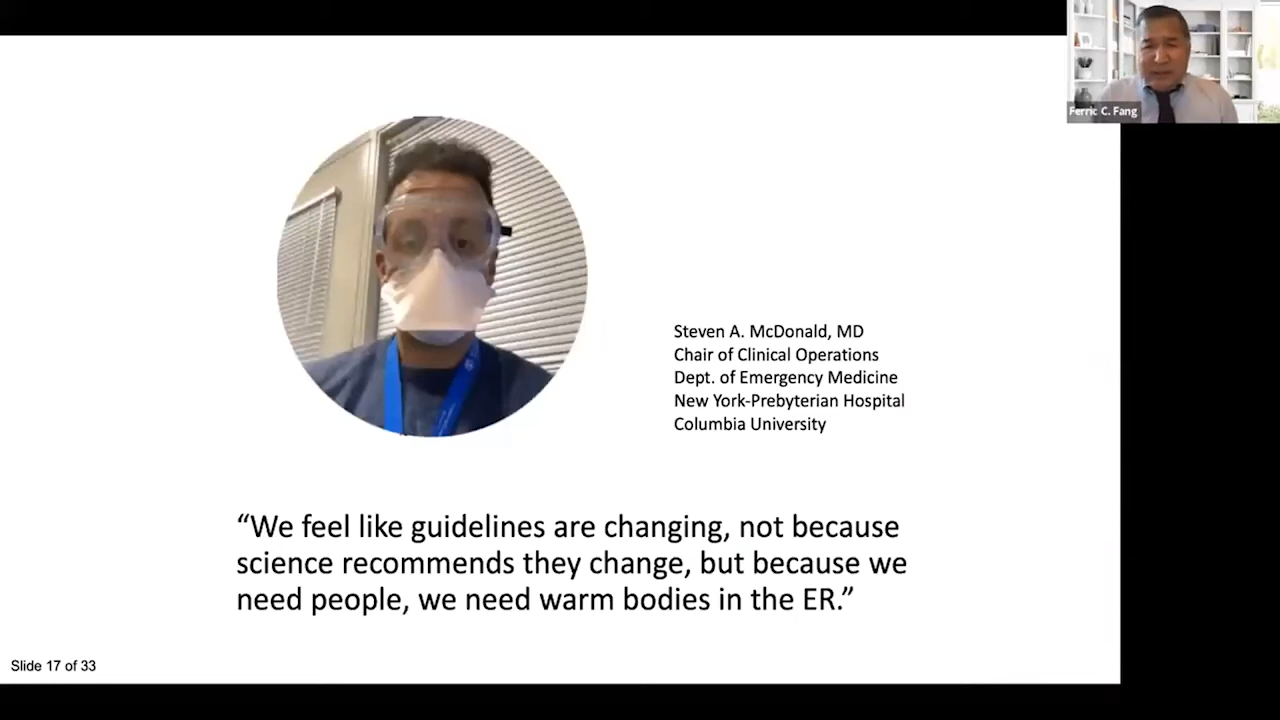 Ferric C. Fang
Steven A. McDonald, MD
Chair of Clinical Operations
Dept. of Emergency Medicine
New York-Prebyterian Hospital
Columbia University
“We feel like guidelines are changing, not because
science recommends they change, but because we
need people, we need warm bodies in the ER.”
Slide 17 of 33